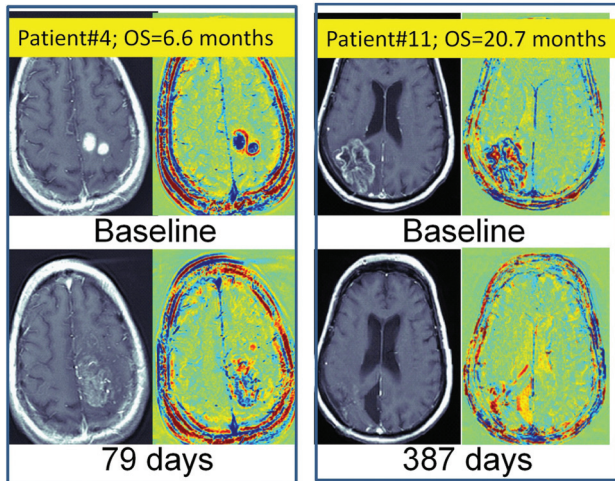 Patient#4; OS=6.6 months
Baseline
79 days
Patient#11; OS=20.7 months
Baseline
387 days